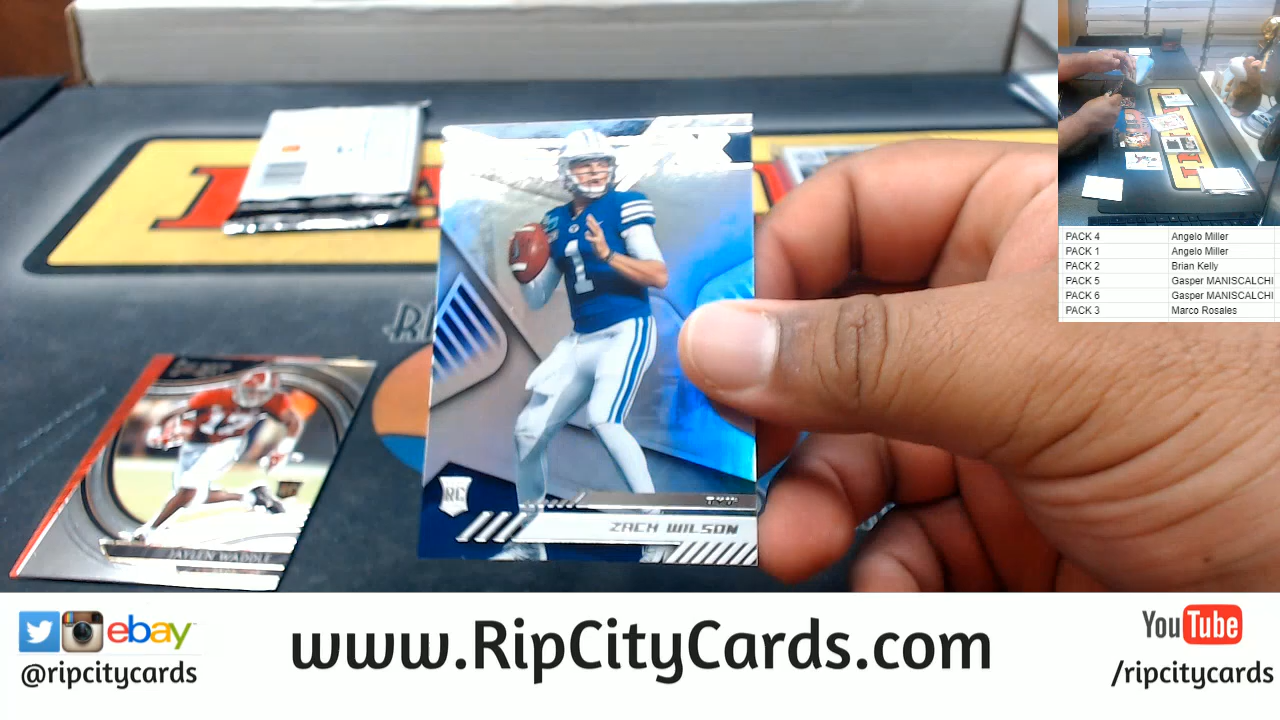 PACK 4 Angelo Miller
PACK 1 Angelo Miller
PACK 2 Brian Kelly
PACK 5 Gasper MANISCALCHI
PACK 6 Gasper MANISCALCHI
PACK 3 Marco Rosales
1
RC
ZACH WILSON
JAYLEN WADDLE
ebay
@ripcitycards
www.RipCityCards.com
YouTube
/ripcitycards